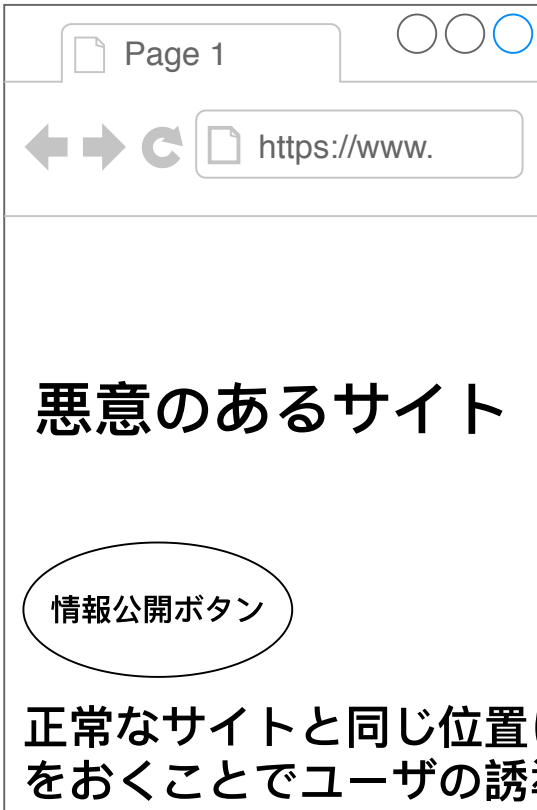 Page 1
https://www.
悪意のあるサイト
情報公開ボタン
正常なサイトと同じ位置
をおくことでユーザの誘